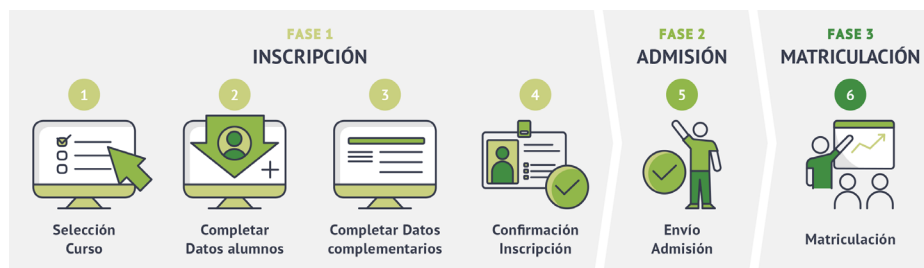 FASE 1
INSCRIPCIÓN
1
Selección
Curso
2
Completar
Datos alumnos
3
Completar Datos
complementarios
4
Confirmación
Inscripción
FASE 2
ADMISIÓN
5
Envío
Admisión
FASE 3
MATRICULACIÓN
6
Matriculación